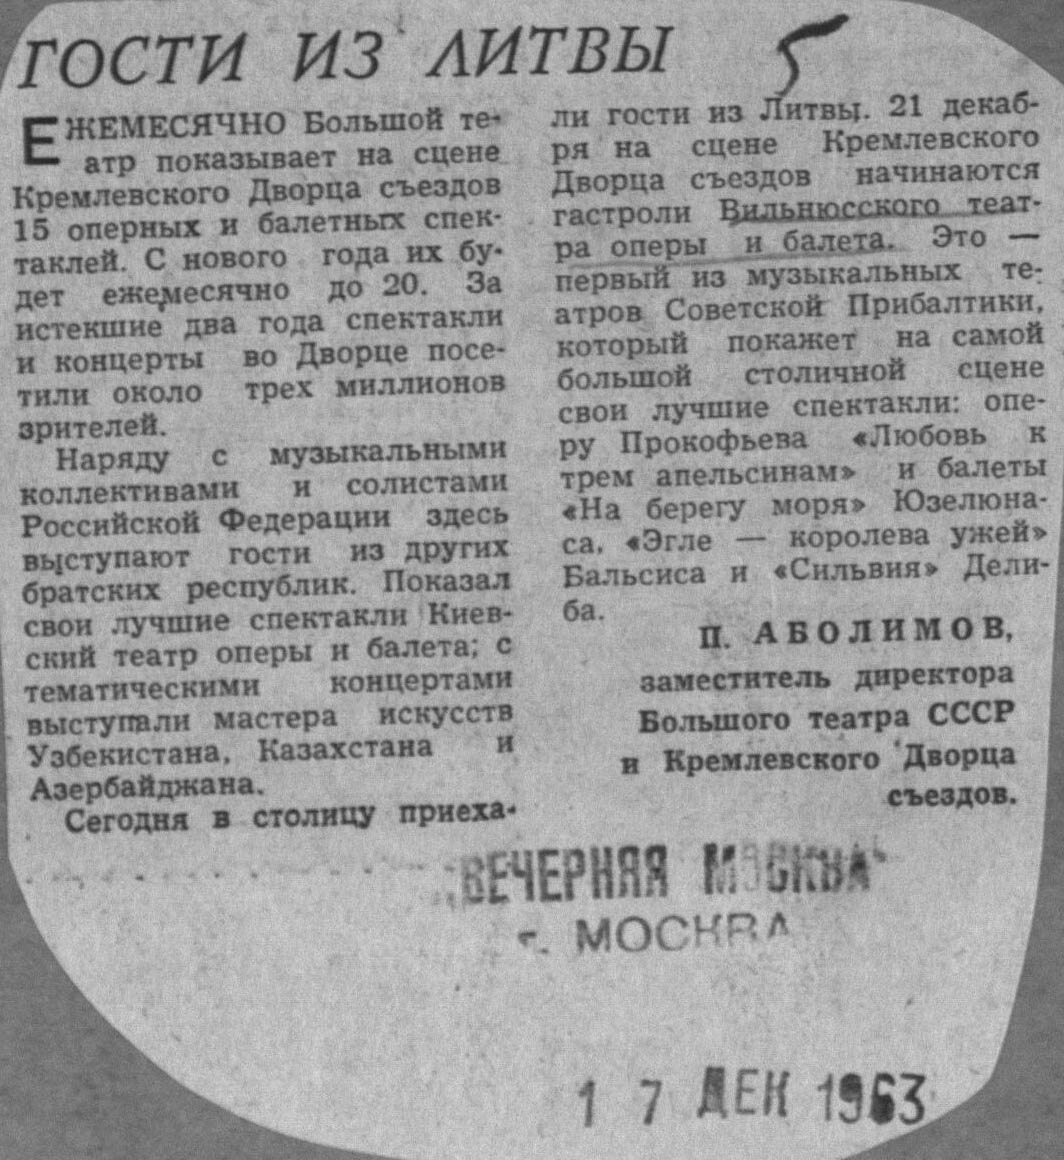 ГОСТИ ИЗ ЛИТВЫ
5
ЕЖЕМЕСЯЧНО Большой те-
атр показывает на сцене
Кремлевского Дворца съездов
15 оперных и балетных спек-
таклей. С нового года их бу-
дет ежемесячно до 20. За
истекшие два года спектакли
и концерты во Дворце посе-
тили около трех миллионов
зрителей.
Наряду с музыкальными
коллективами и солистами
Российской Федерации здесь
выступают гости из других
братских республик. Показал
свои лучшие спектакли Киев-
ский театр оперы и балета; с
тематическими концертами
выступали мастера искусств
Узбекистана, Казахстана и
Азербайджана.
Сегодня в столицу приеха-
ли гости из Литвы. 21 декаб-
ря на сцене Кремлевского
Дворца съездов начинаются
гастроли Вильнюсского теат-
ра оперы и балета. Это —
первый из музыкальных те-
атров Советской Прибалтики,
который покажет на самой
большой столичной сцене
свои лучшие спектакли: опе-
ру Прокофьева «Любовь к
трем апельсинам» и балеты
«На берегу моря» Юзелюна-
са, «Эгле — королева ужей»
Бальсиса и «Сильвия» Дели-
ба.
П. АБОЛИМОВ,
заместитель директора
Большого театра СССР
и Кремлевского Дворца
съездов.
„ВЕЧЕРНЯЯ МОСКВА"
г. МОСКВА
17 ДЕК 1963